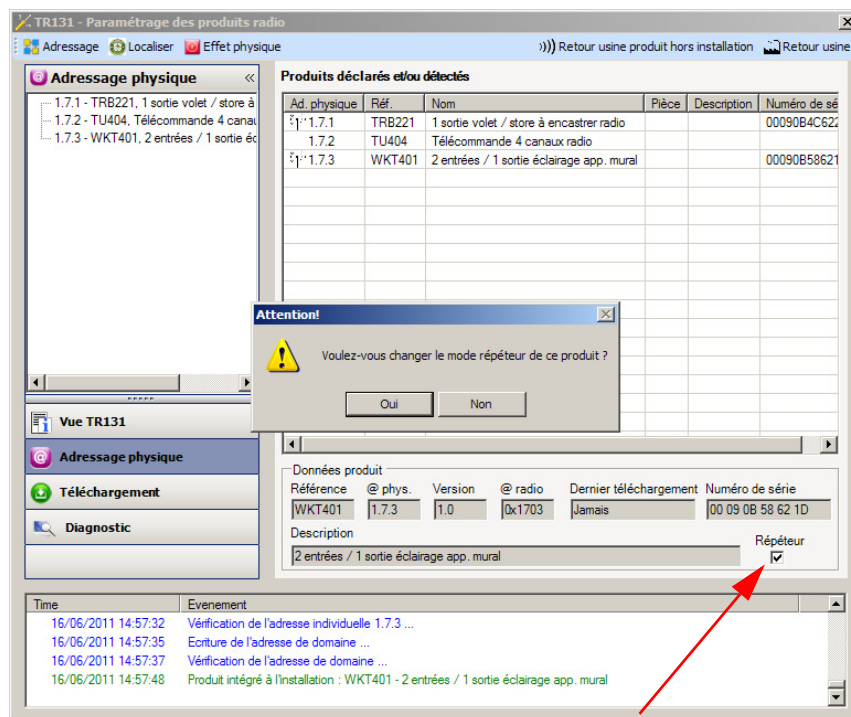 TR131 - Paramétrage des produits radio
Adressage Localiser Effet physique Retour usine produit hors installation Retour usine
Adressage physique «
1.7.1 - TRB221, 1 sortie volet / store à
1.7.2 - TU404, Télécommande 4 canau
1.7.3 - WKT401, 2 entrées / 1 sortie éc
Vue TR131
Adressage physique
Téléchargement
Diagnostic
Produits déclarés et/ou détectés
Ad. physique Réf. Nom Pièce Description Numéro de sé
1.7.1 TRB221 1 sortie volet / store à encastrer radio 00090B4C622
1.7.2 TU404 Télécommande 4 canaux radio
1.7.3 WKT401 2 entrées / 1 sortie éclairage app. mural 00090B58621
Attention!
Voulez-vous changer le mode répéteur de ce produit ?
Oui Non
Données produit
Référence @ phys. Version @ radio Dernier téléchargement Numéro de série
WKT401 1.7.3 1.0 0x1703 Jamais 00 09 0B 58 62 1D
Description
Répéteur
2 entrées / 1 sortie éclairage app. mural
Time Evenement
16/06/2011 14:57:32 Vérification de l'adresse individuelle 1.7.3 ...
16/06/2011 14:57:35 Ecriture de l'adresse de domaine ...
16/06/2011 14:57:37 Vérification de l'adresse de domaine ...
16/06/2011 14:57:48 Produit intégré à l'installation : WKT401 - 2 entrées / 1 sortie éclairage app. mural